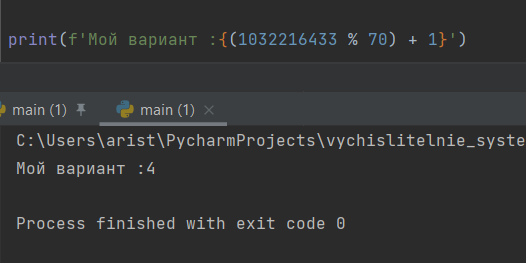 print(f'Мой вариант :{(1032216433 % 70) + 1}')
main (1) main (1)
C:\Users\arist\PycharmProjects\vychislitelnie_syste
Мой вариант :4
Process finished with exit code 0